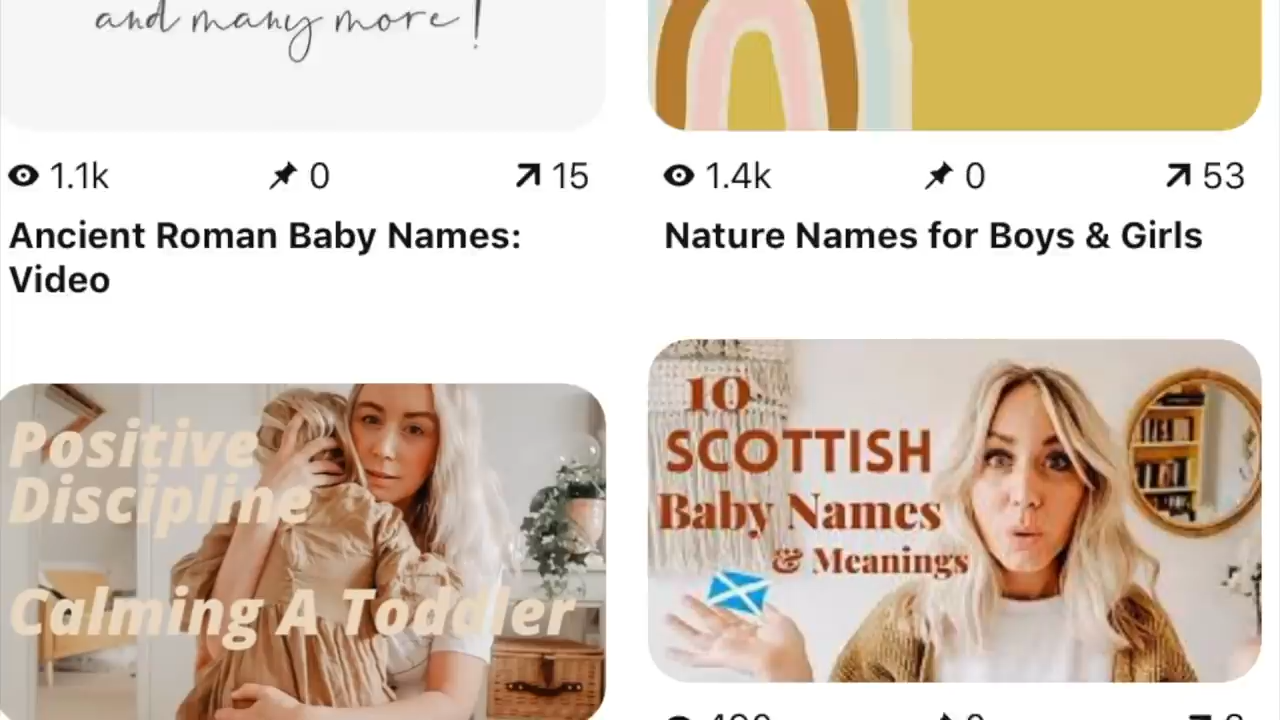 and many more!
1.1k 0 15
Ancient Roman Baby Names:
Video
1.4k 0 53
Nature Names for Boys & Girls
Positive
Discipline
Calming A Toddler
10
SCOTTISH
Baby Names
& Meanings